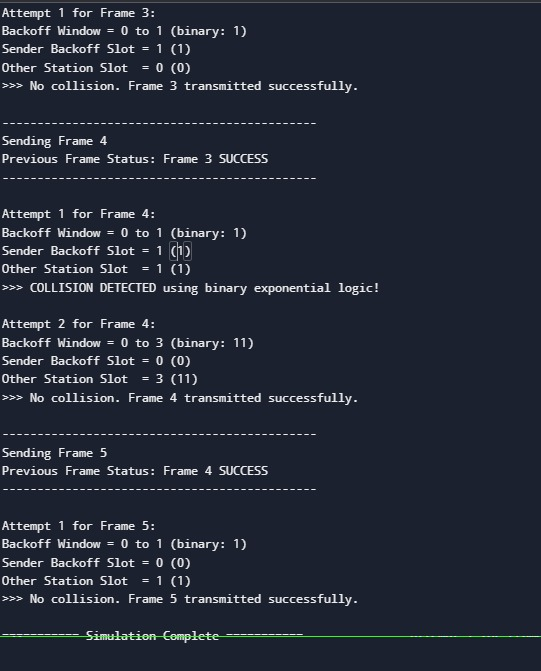 Attempt 1 for Frame 3:
Backoff Window = 0 to 1 (binary: 1)
Sender Backoff Slot = 1 (1)
Other Station Slot  = 0 (0)
>>> No collision. Frame 3 transmitted successfully.
---------------------------------------------
Sending Frame 4
Previous Frame Status: Frame 3 SUCCESS
---------------------------------------------
Attempt 1 for Frame 4:
Backoff Window = 0 to 1 (binary: 1)
Sender Backoff Slot = 1 (1)
Other Station Slot  = 1 (1)
>>> COLLISION DETECTED using binary exponential logic!
Attempt 2 for Frame 4:
Backoff Window = 0 to 3 (binary: 11)
Sender Backoff Slot = 0 (0)
Other Station Slot  = 3 (11)
>>> No collision. Frame 4 transmitted successfully.
---------------------------------------------
Sending Frame 5
Previous Frame Status: Frame 4 SUCCESS
---------------------------------------------
Attempt 1 for Frame 5:
Backoff Window = 0 to 1 (binary: 1)
Sender Backoff Slot = 0 (0)
Other Station Slot  = 1 (1)
>>> No collision. Frame 5 transmitted successfully.
----------- Simulation Complete -----------